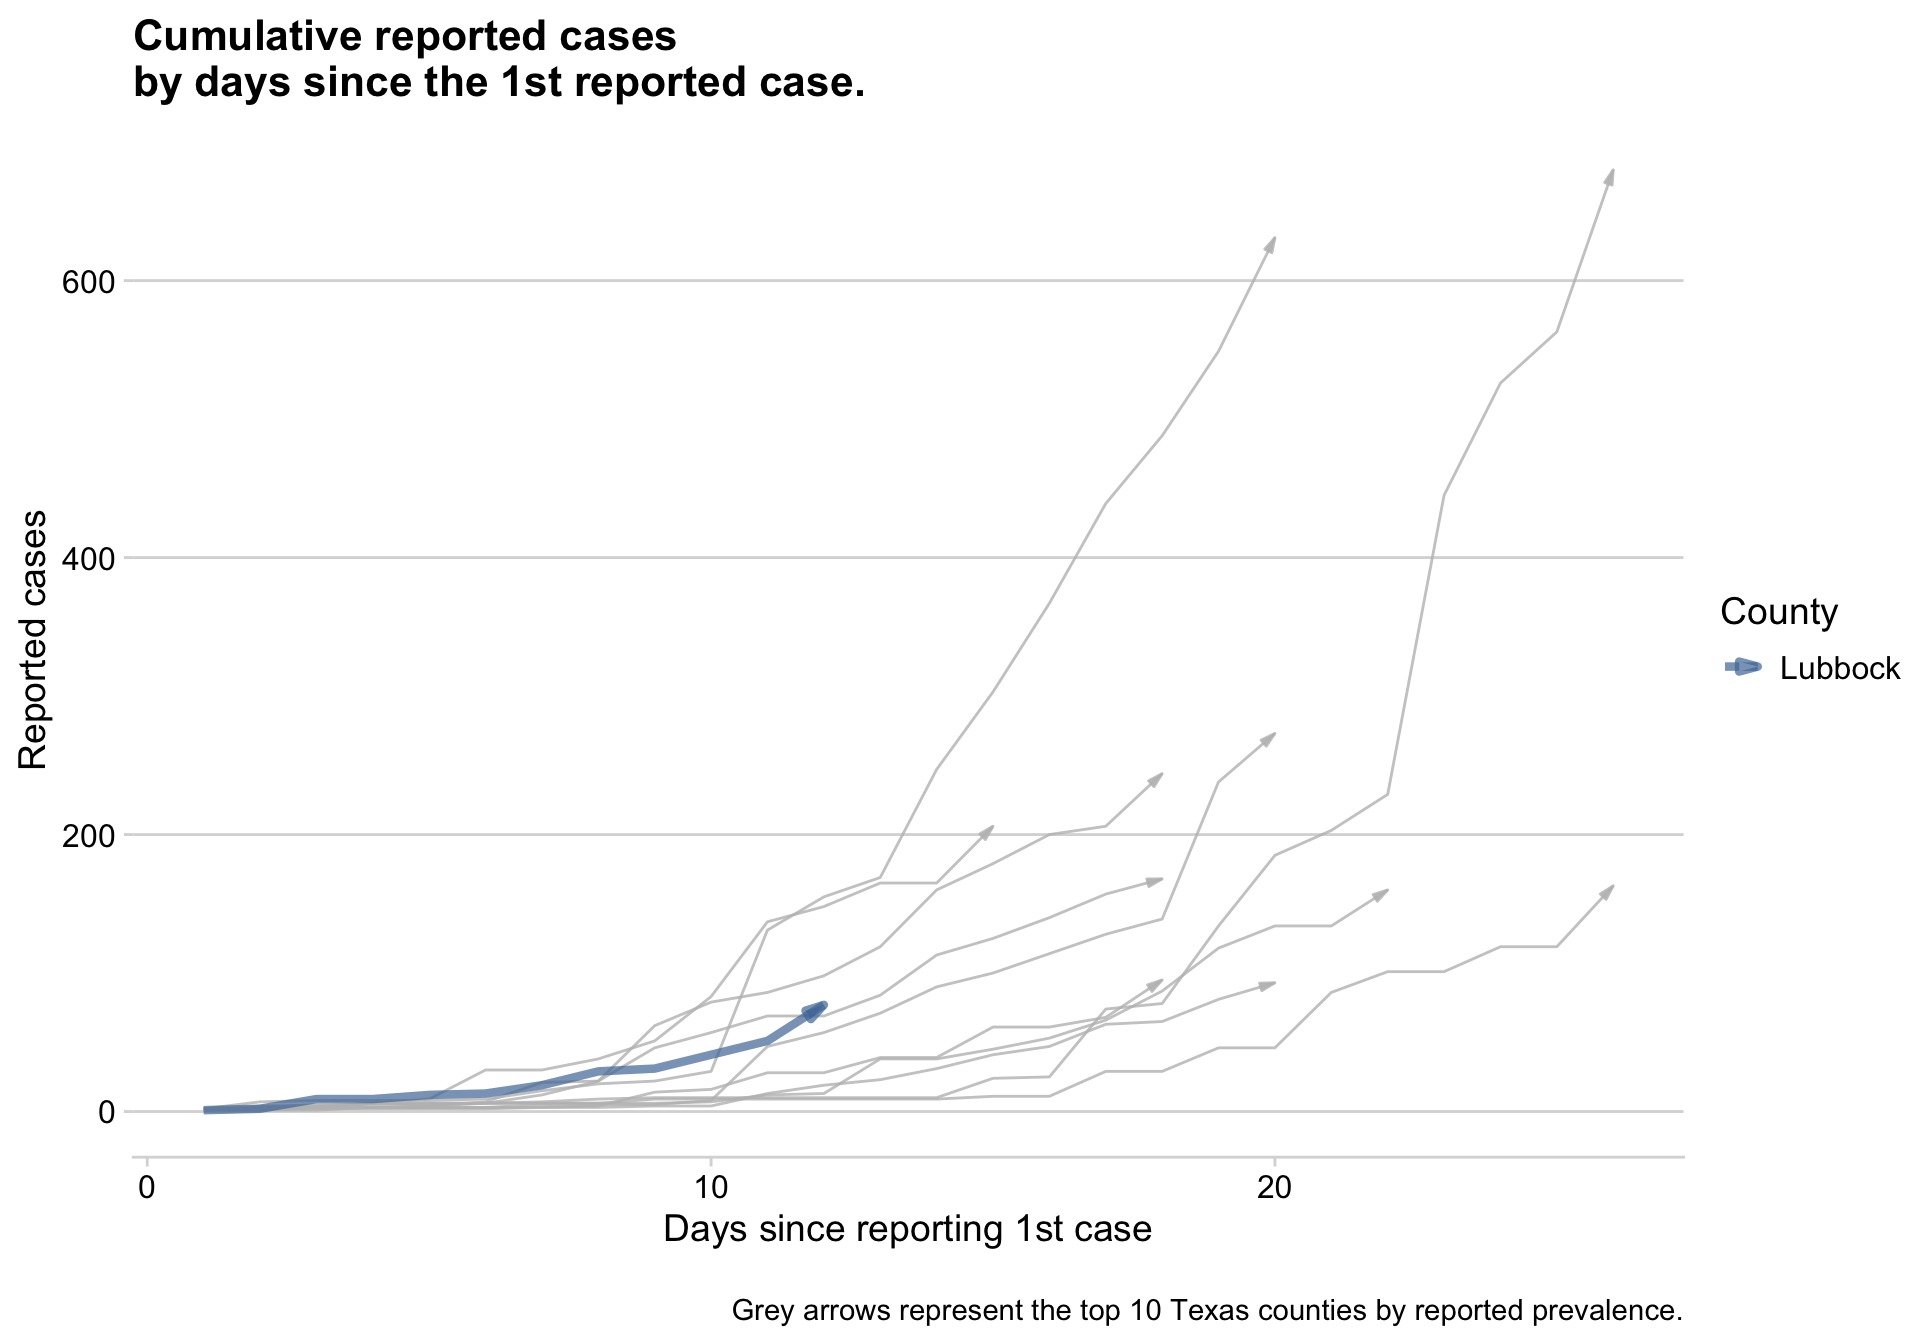 Cumulative reported cases
by days since the 1st reported case.
600
400
200
0
Reported cases
0
10
20
Days since reporting 1st case
County
Lubbock
Grey arrows represent the top 10 Texas counties by reported prevalence.